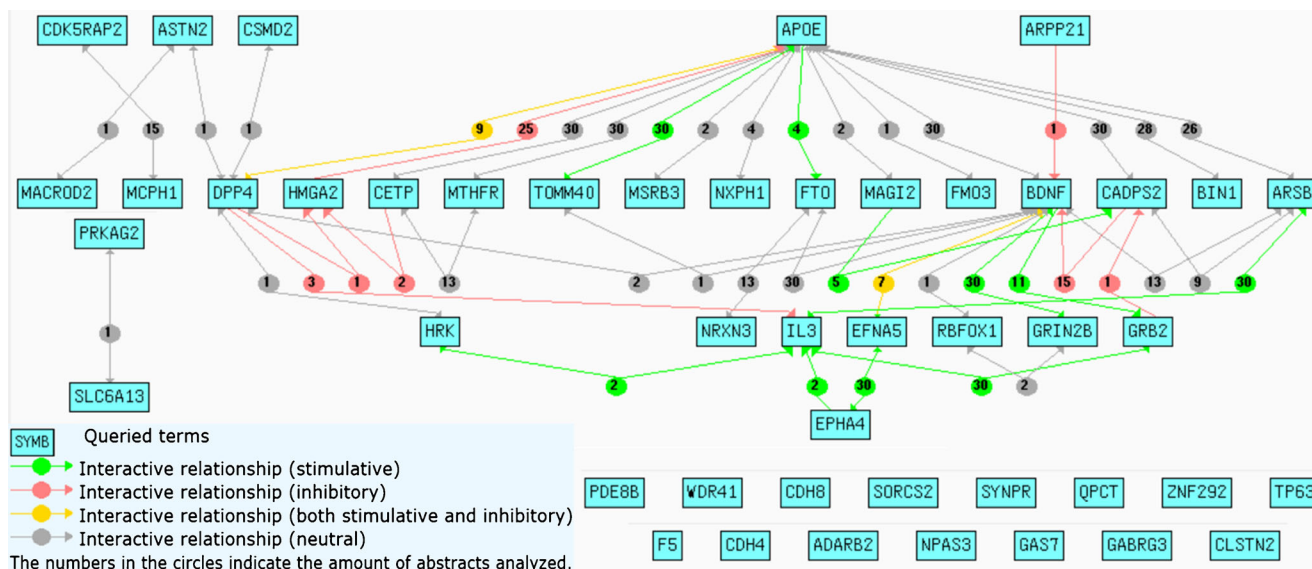 CDK5RAP2 ASTN2 CSMD2 APOE ARPP21
9 25 30 30 30 2 4 4 2 1 30 1 30 28 26
1 15 1 1
MACROD2 MCPH1 DPP4 HMGA2 CETP MTHFR TOMM40 MSRB3 NXPH1 FTO MAGI2 FMO3 BDNF CADPS2 BIN1 ARSB
PRKAG2
1 3 1 2 13 2 1 13 30 5 7 1 30 11 15 1 13 9 30
1
HRK NRXN3 IL3 EFNA5 RBFOX1 GRIN2B GRB2
2 2 30 30 2
SLC6A13
EPHA4
SYMB Queried terms
Interactive relationship (stimulative)
Interactive relationship (inhibitory)
Interactive relationship (both stimulative and inhibitory)
Interactive relationship (neutral)
The numbers in the circles indicate the amount of abstracts analyzed.
PDE8B WDR41 CDH8 SORCS2 SYNPR QPCT ZNF292 TP63
F5 CDH4 ADARB2 NPAS3 GAS7 GABRG3 CLSTN2